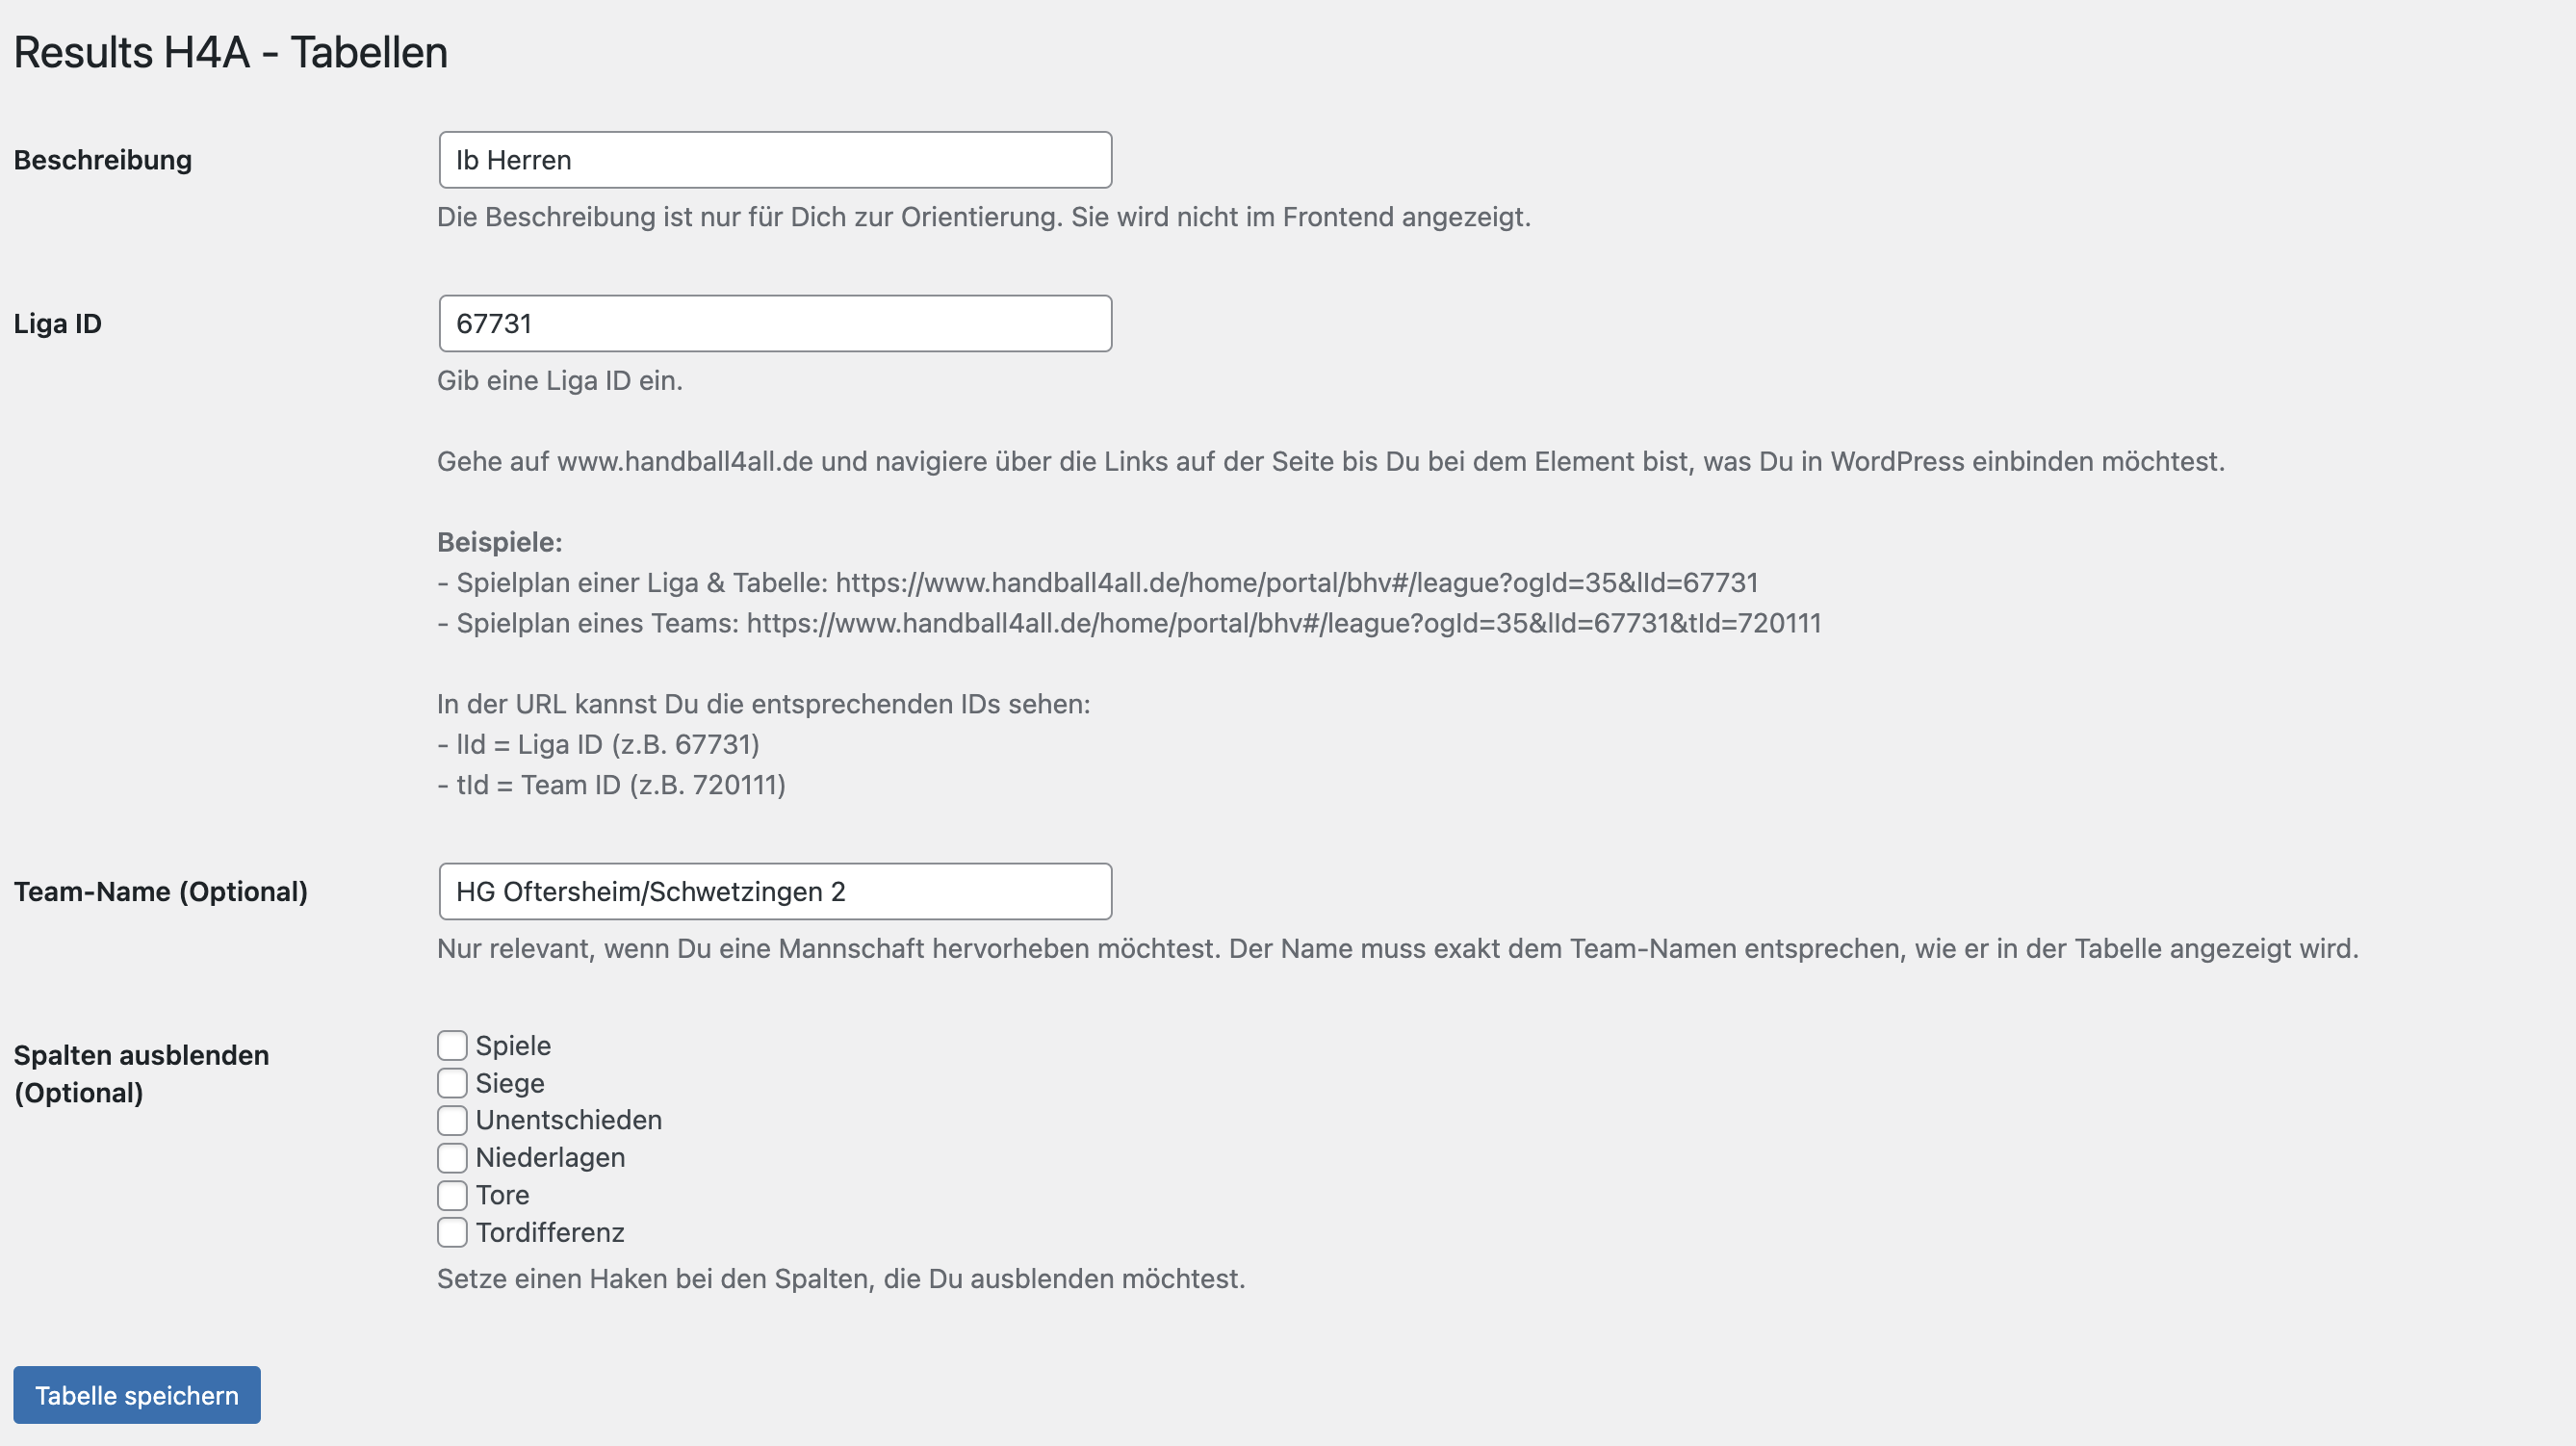 Results H4A - Tabellen
Beschreibung
Ib Herren
Die Beschreibung ist nur für Dich zur Orientierung. Sie wird nicht im Frontend angezeigt.
Liga ID
67731
Gib eine Liga ID ein.
Gehe auf www.handball4all.de und navigiere über die Links auf der Seite bis Du bei dem Element bist, was Du in WordPress einbinden möchtest.
Beispiele:
- Spielplan einer Liga & Tabelle: https://www.handball4all.de/home/portal/bhv#/league?ogId=35&lId=67731
- Spielplan eines Teams: https://www.handball4all.de/home/portal/bhv#/league?ogId=35&lId=67731&tId=720111
In der URL kannst Du die entsprechenden IDs sehen:
- lId = Liga ID (z.B. 67731)
- tId = Team ID (z.B. 720111)
Team-Name (Optional)
HG Oftersheim/Schwetzingen 2
Nur relevant, wenn Du eine Mannschaft hervorheben möchtest. Der Name muss exakt dem Team-Namen entsprechen, wie er in der Tabelle angezeigt wird.
Spalten ausblenden
(Optional)
Spiele
Siege
Unentschieden
Niederlagen
Tore
Tordifferenz
Setze einen Haken bei den Spalten, die Du ausblenden möchtest.
Tabelle speichern